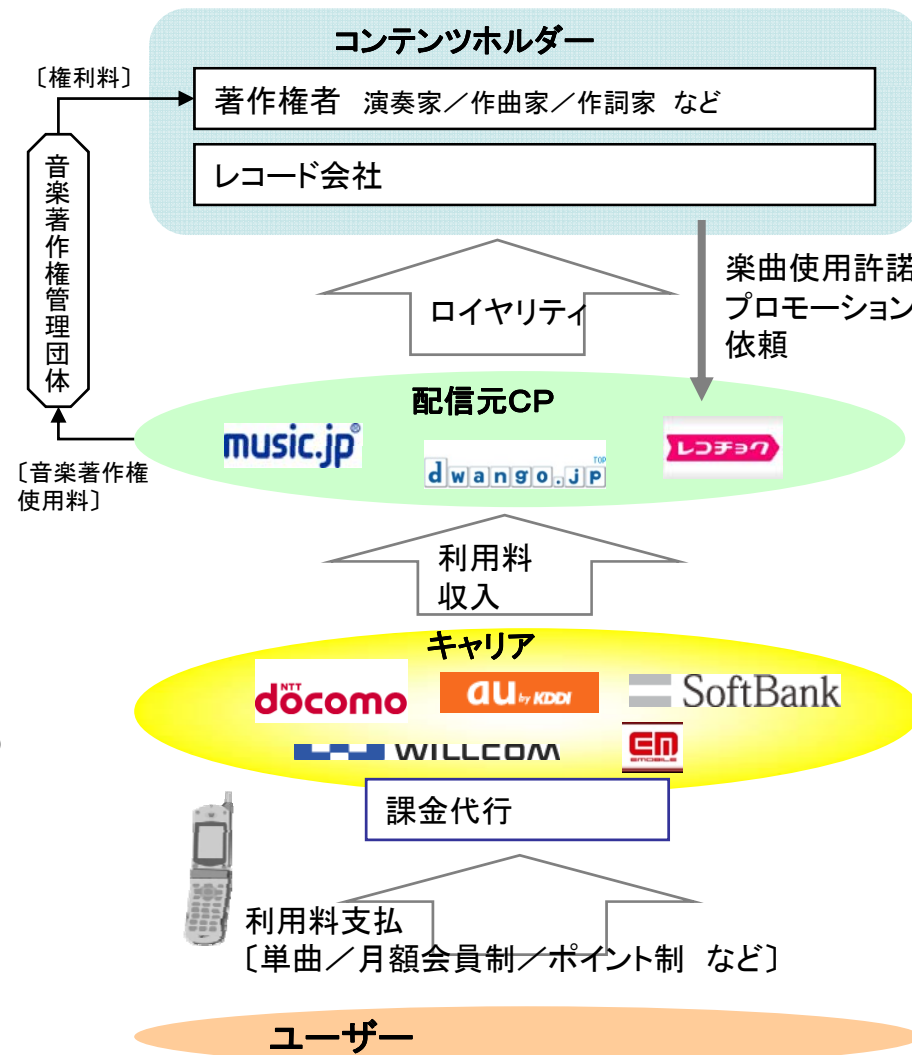 コンテンツホルダー
〔権利料〕
著作権者 演奏家／作曲家／作詞家 など
レコード会社
音楽著作権管理団体
楽曲使用許諾
プロモーション
依頼
ロイヤリティ
配信元CP
music.jp®
dwango.jp
TOP
レコチョク
〔音楽著作権
使用料〕
利用料
収入
キャリア
NTT
docomo
au by KDDI
SoftBank
WILLCOM
EM
EMOBILE
課金代行
利用料支払
〔単曲／月額会員制／ポイント制 など〕
ユーザー